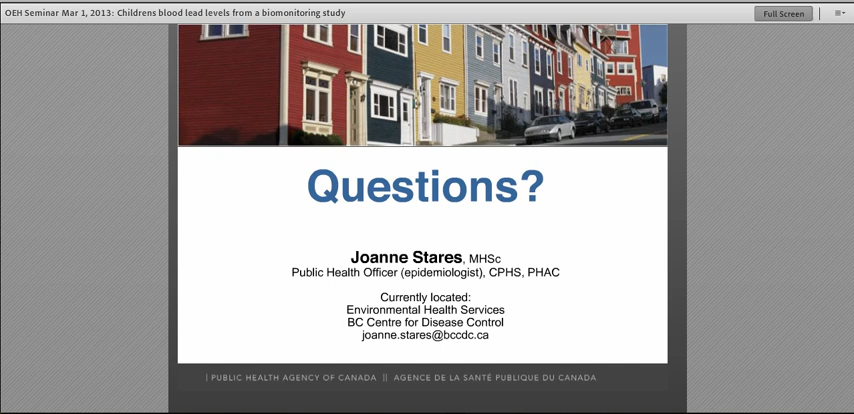 OEH Seminar Mar 1, 2013: Childrens blood lead levels from a biomonitoring study
Full Screen
Questions?
Joanne Stares, MHSc
Public Health Officer (epidemiologist), CPHS, PHAC
Currently located:
Environmental Health Services
BC Centre for Disease Control
joanne.stares@bccdc.ca
| PUBLIC HEALTH AGENCY OF CANADA || AGENCE DE LA SANTÉ PUBLIQUE DU CANADA